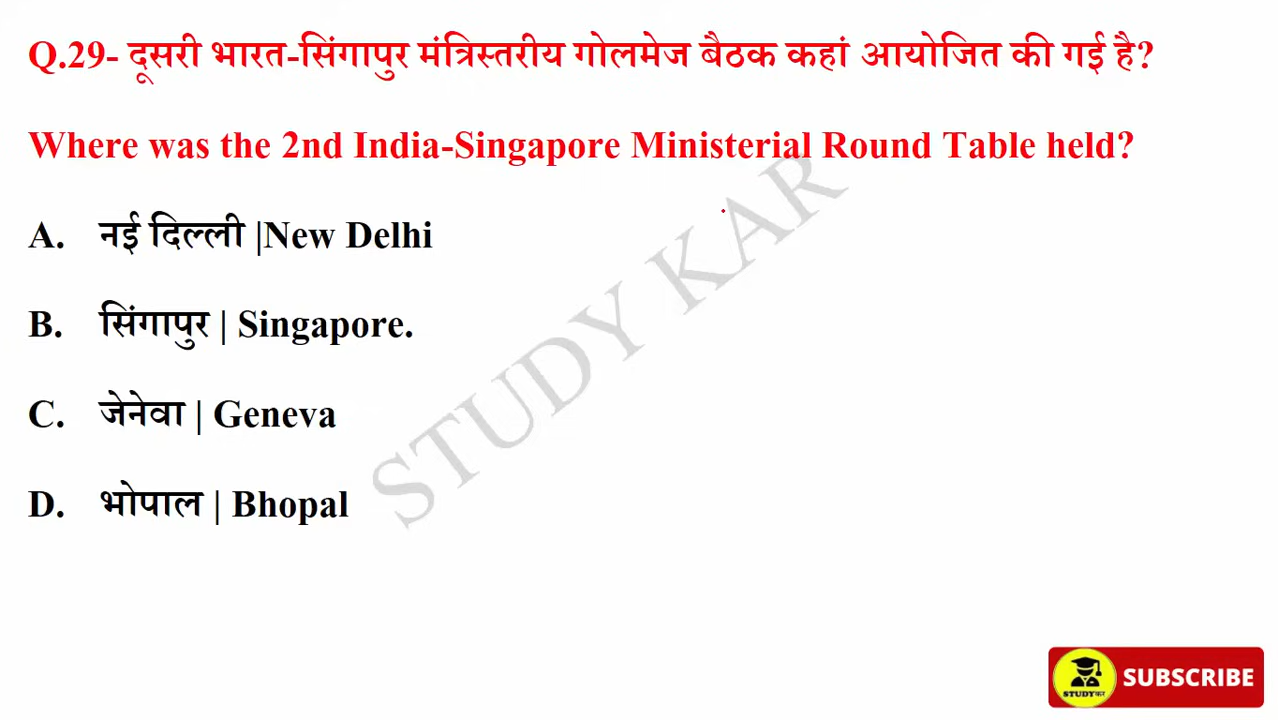 Q.29- दूसरी भारत-सिंगापुर मंत्रिस्तरीय गोलमेज बैठक कहां आयोजित की गई है?
Where was the 2nd India-Singapore Ministerial Round Table held?
A. नई दिल्ली |New Delhi
B. सिंगापुर | Singapore.
C. जेनेवा | Geneva
D. भोपाल | Bhopal
STUDY KAR
STUDYकर
SUBSCRIBE